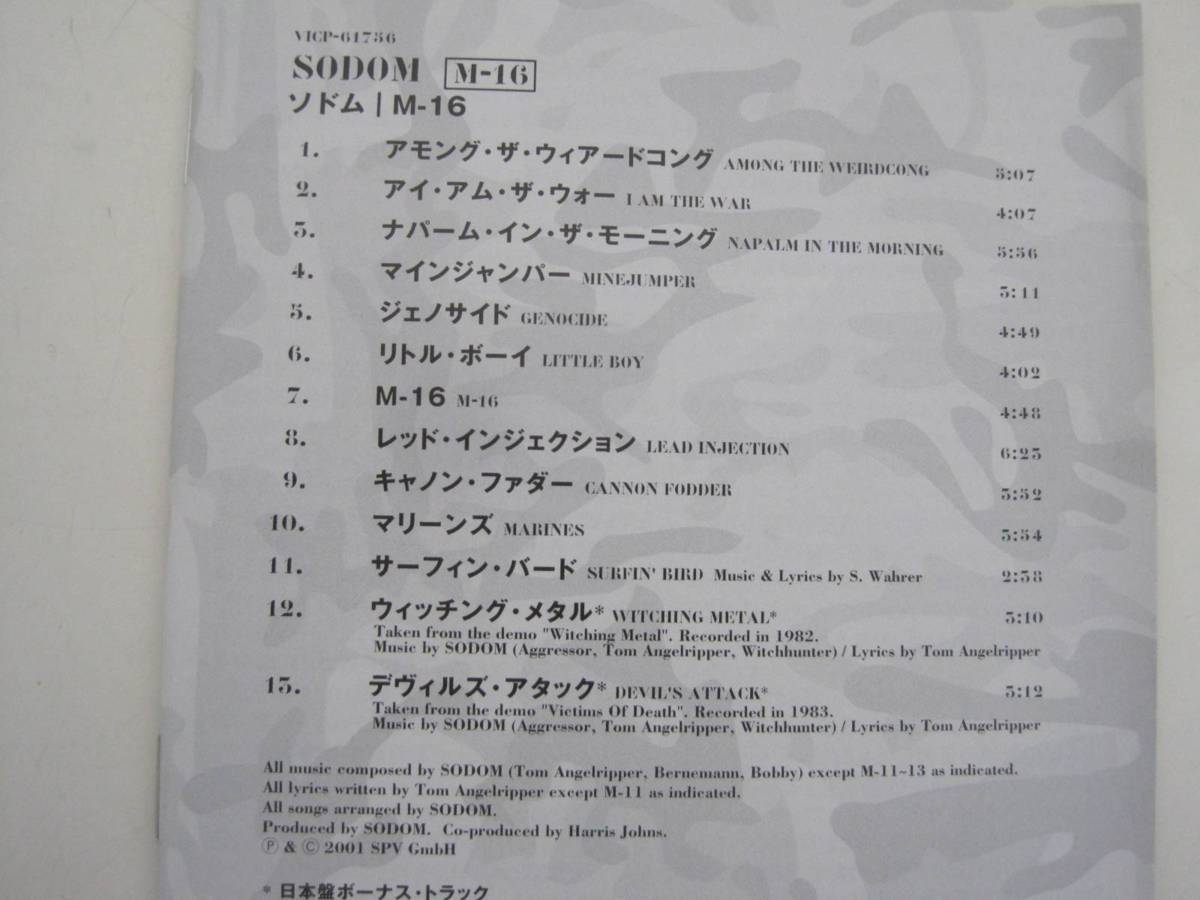 VICP-61756
SODOM M-16
ソドム | M-16
1. アモング・ザ・ウィアードコング AMONG THE WEIRDCONG 5:07
2. アイ・アム・ザ・ウォー I AM THE WAR 4:07
3. ナパーム・イン・ザ・モーニング NAPALM IN THE MORNING 5:56
4. マインジャンパー MINEJUMPER 3:11
5. ジェノサイド GENOCIDE 4:49
6. リトル・ボーイ LITTLE BOY 4:02
7. M-16 M-16 4:48
8. レッド・インジェクション LEAD INJECTION 6:23
9. キャノン・ファダー CANNON FODDER 3:52
10. マリーンズ MARINES 3:54
11. サーフィン・バード SURFIN' BIRD Music & Lyrics by S. Wahrer 2:38
12. ウィッチング・メタル* WITCHING METAL* 3:10
Taken from the demo "Witching Metal". Recorded in 1982.
Music by SODOM (Aggressor, Tom Angelripper, Witchhunter) / Lyrics by Tom Angelripper
13. デヴィルズ・アタック* DEVIL'S ATTACK* 3:12
Taken from the demo "Victims Of Death". Recorded in 1983.
Music by SODOM (Aggressor, Tom Angelripper, Witchhunter) / Lyrics by Tom Angelripper
All music composed by SODOM (Tom Angelripper, Bernemann, Bobby) except M-11~13 as indicated.
All lyrics written by Tom Angelripper except M-11 as indicated.
All songs arranged by SODOM.
Produced by SODOM. Co-produced by Harris Johns.
Ⓟ & Ⓒ 2001 SPV GmbH
* 日本盤ボーナス・トラック